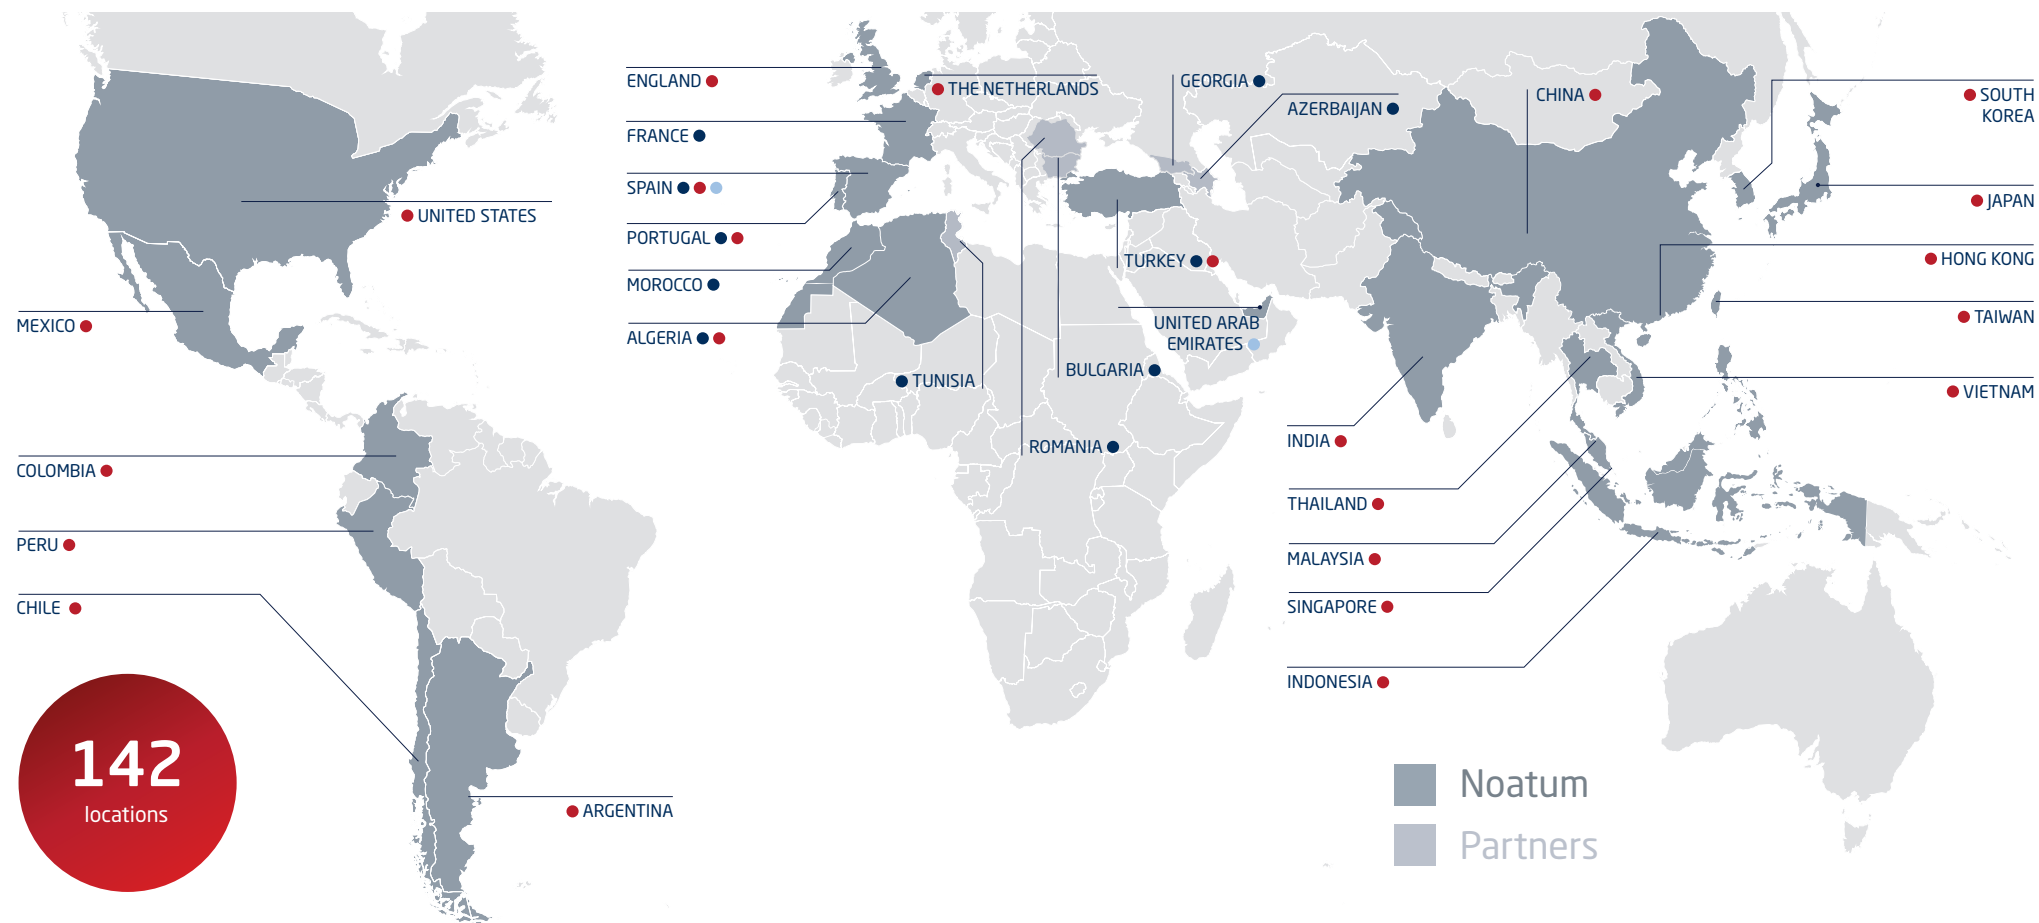 ENGLAND
THE NETHERLANDS
GEORGIA
AZERBAIJAN
CHINA
SOUTH
KOREA
FRANCE
SPAIN
UNITED STATES
JAPAN
PORTUGAL
TURKEY
HONG KONG
MOROCCO
MEXICO
ALGERIA
UNITED ARAB
EMIRATES
TAIWAN
TUNISIA
BULGARIA
VIETNAM
ROMANIA
INDIA
COLOMBIA
THAILAND
PERU
MALAYSIA
CHILE
SINGAPORE
INDONESIA
142
locations
ARGENTINA
Noatum
Partners